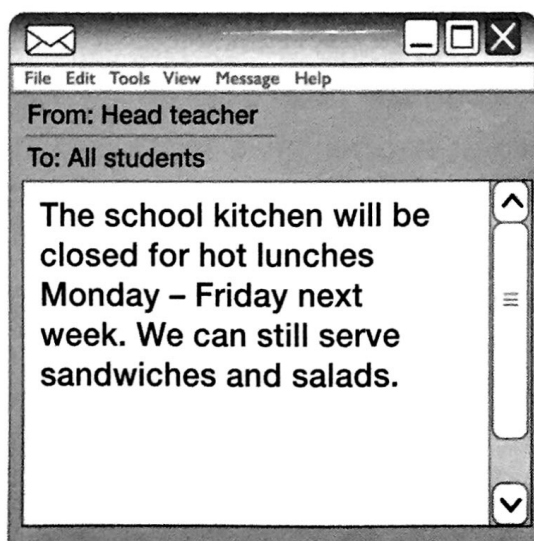 File Edit Tools View Message Help
From: Head teacher
To: All students
The school kitchen will be
closed for hot lunches
Monday – Friday next
week. We can still serve
sandwiches and salads.